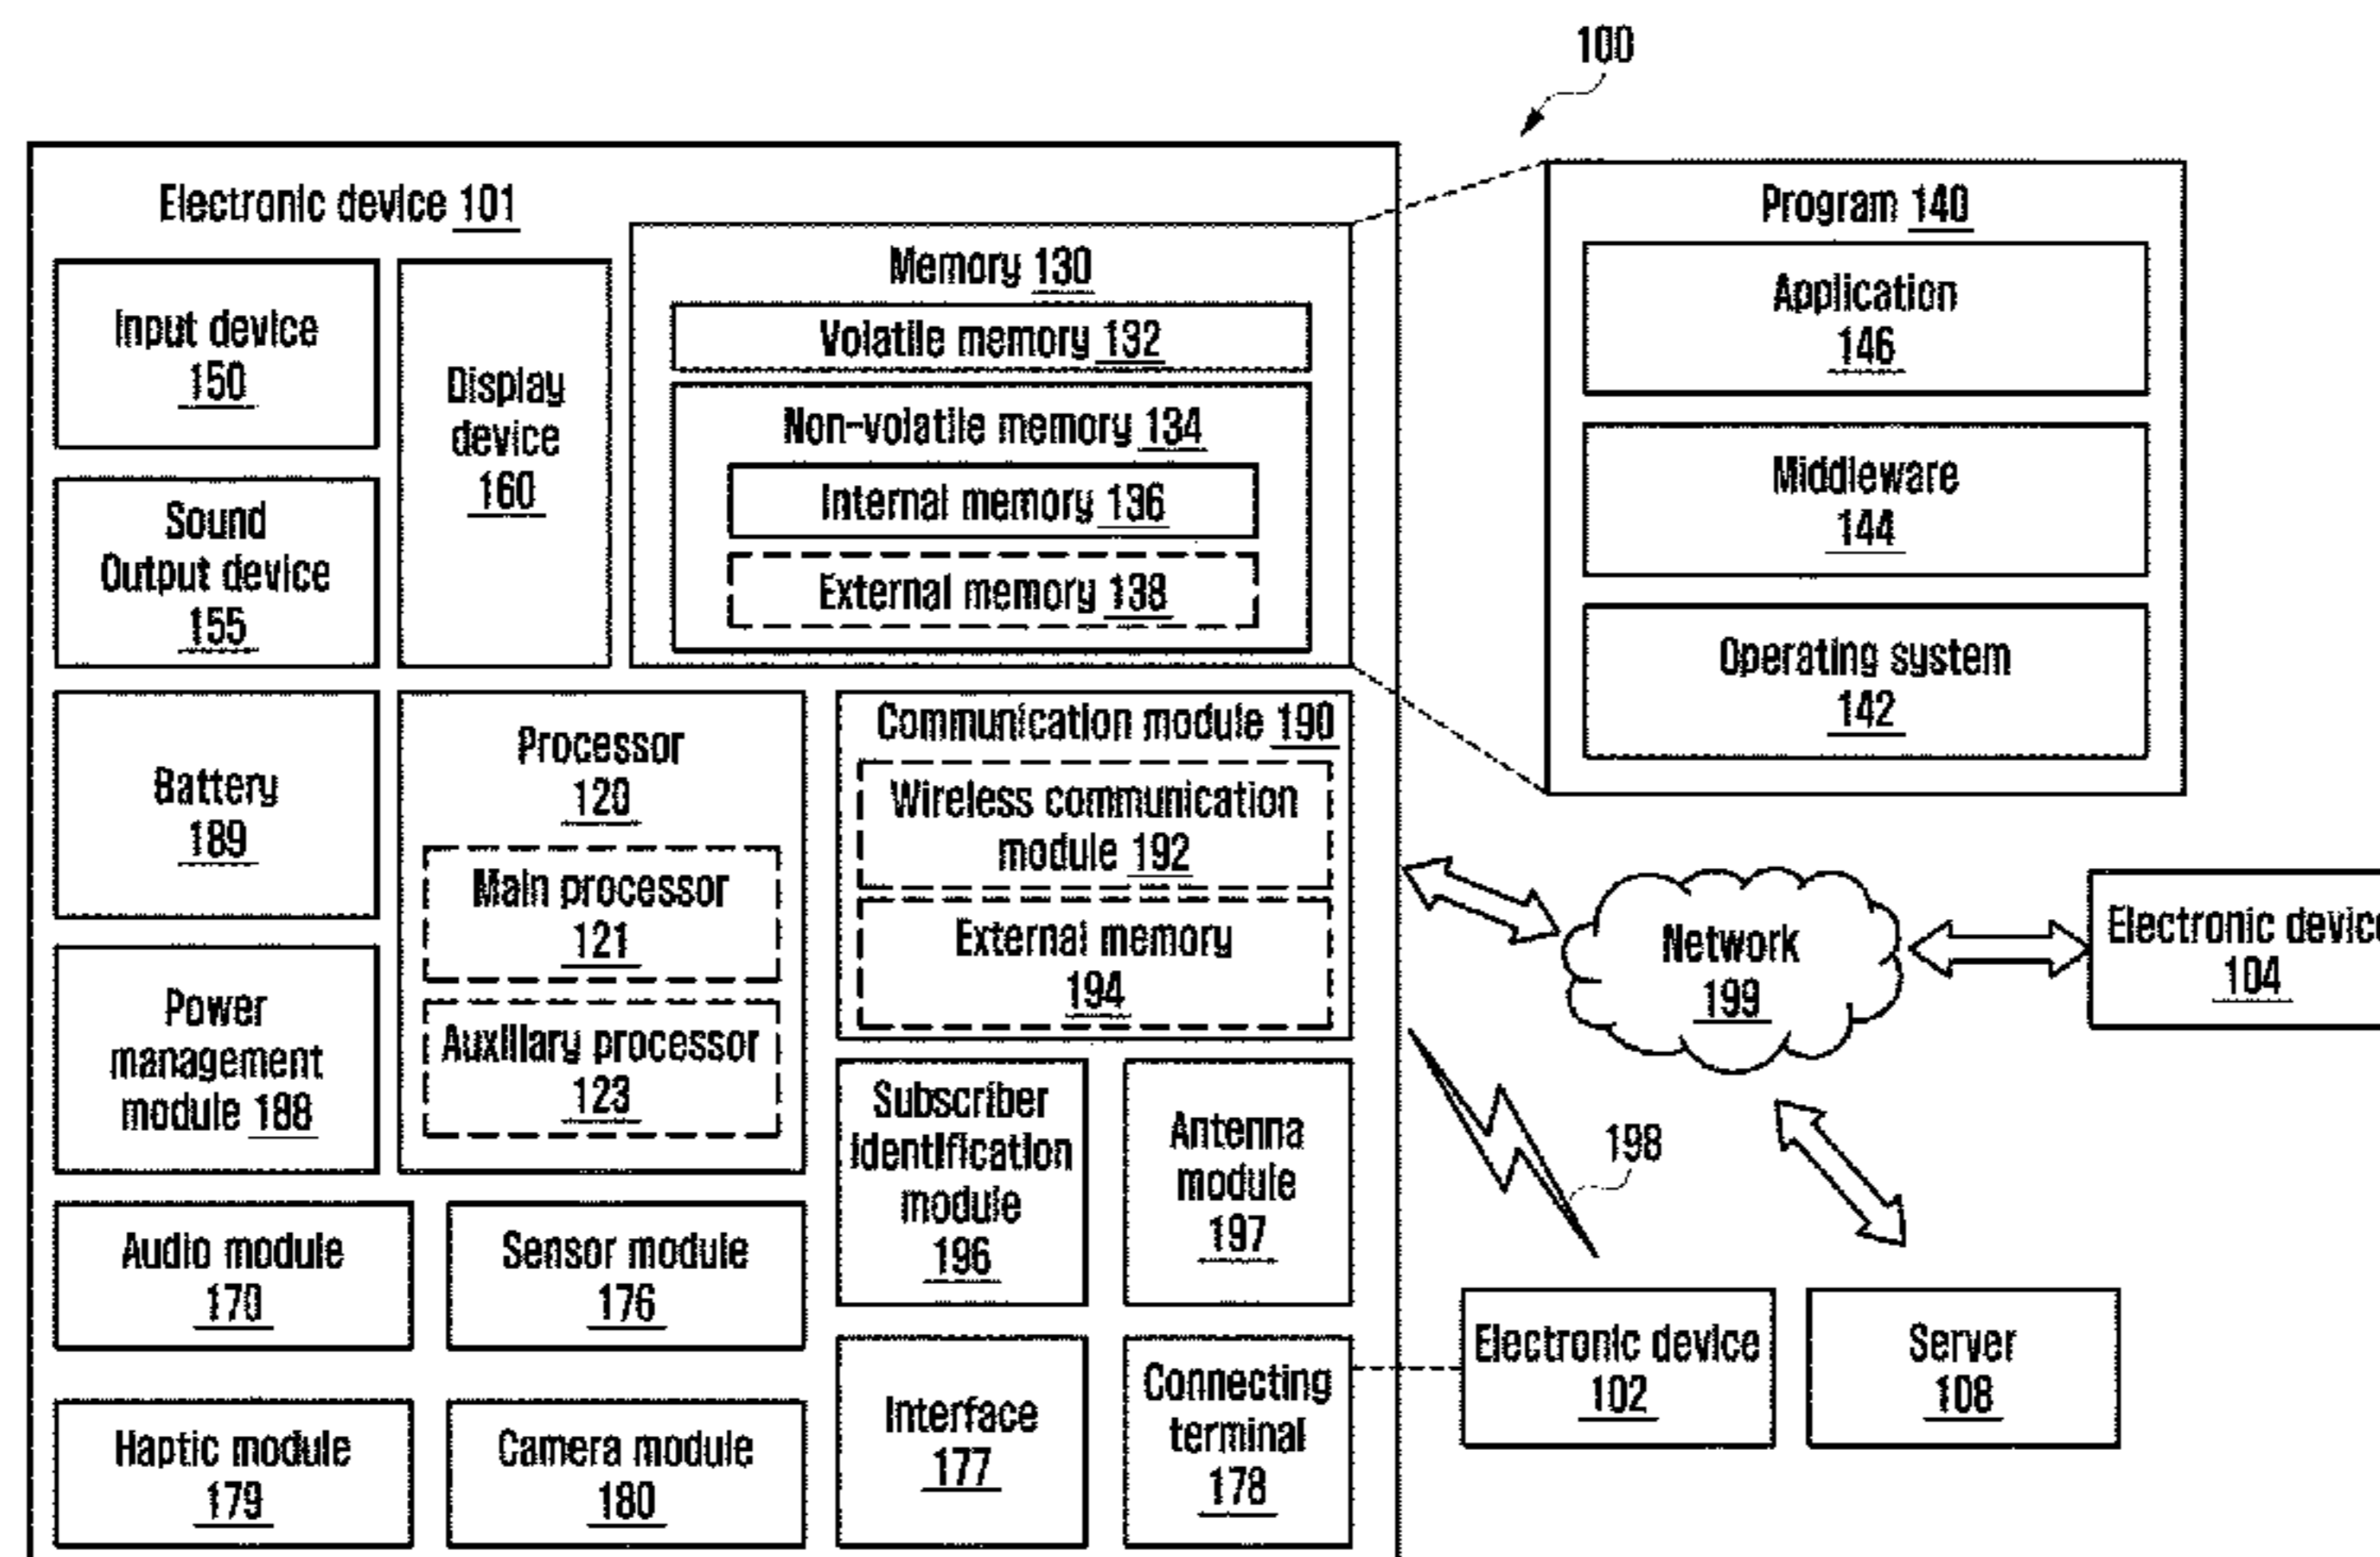 100
Electronic device 101
Input device
150
Sound
Output device
155
Display
device
160
Memory 130
Volatile memory 132
Non-volatile memory 134
Internal memory 136
External memory 138
Program 140
Application
146
Middleware
144
Operating system
142
Battery
189
Power
management
module 188
Processor
120
Main processor
121
Auxiliary processor
123
Communication module 190
Wireless communication
module 192
External memory
194
Subscriber
identification
module
196
Antenna
module
197
Audio module
170
Sensor module
176
Haptic module
179
Camera module
180
Interface
177
Connecting
terminal
178
Network
199
Electronic device
104
198
Electronic device
102
Server
108